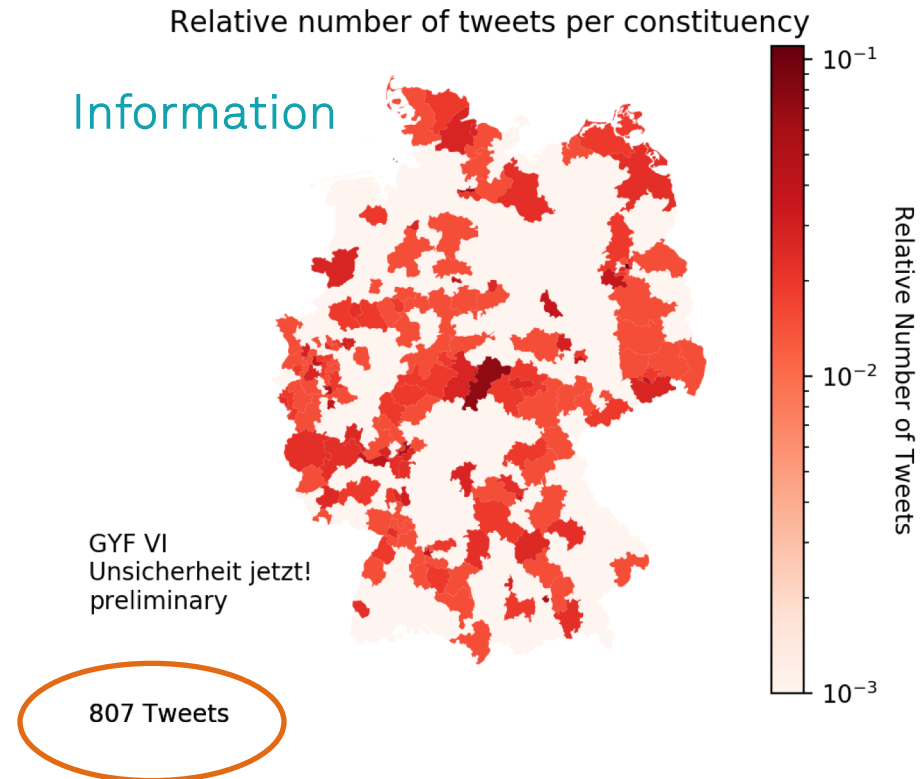 Relative number of tweets per constituency
Information
10⁻¹
10⁻²
10⁻³
Relative Number of Tweets
GYF VI
Unsicherheit jetzt!
preliminary
807 Tweets